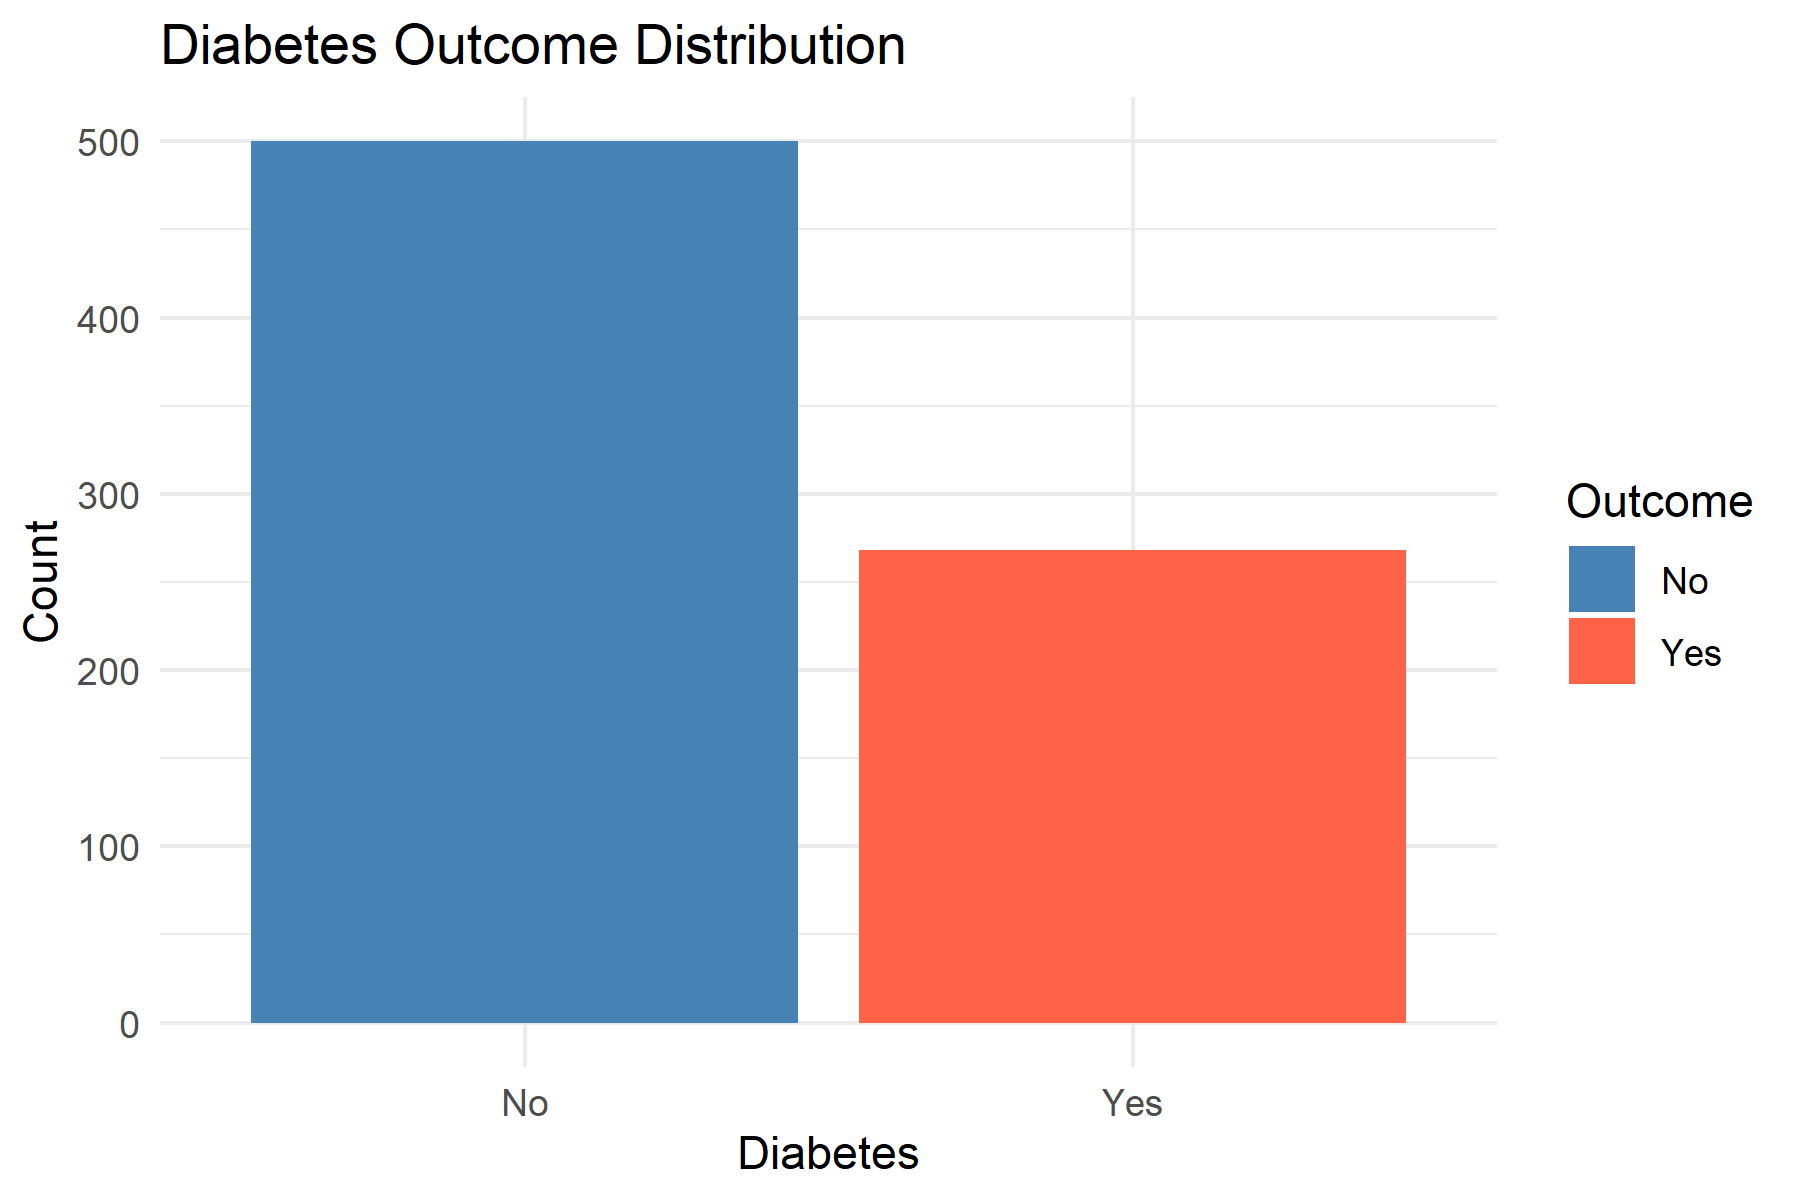 Diabetes Outcome Distribution
500
400
300
200
100
0
Count
No
Yes
Diabetes
Outcome
No
Yes